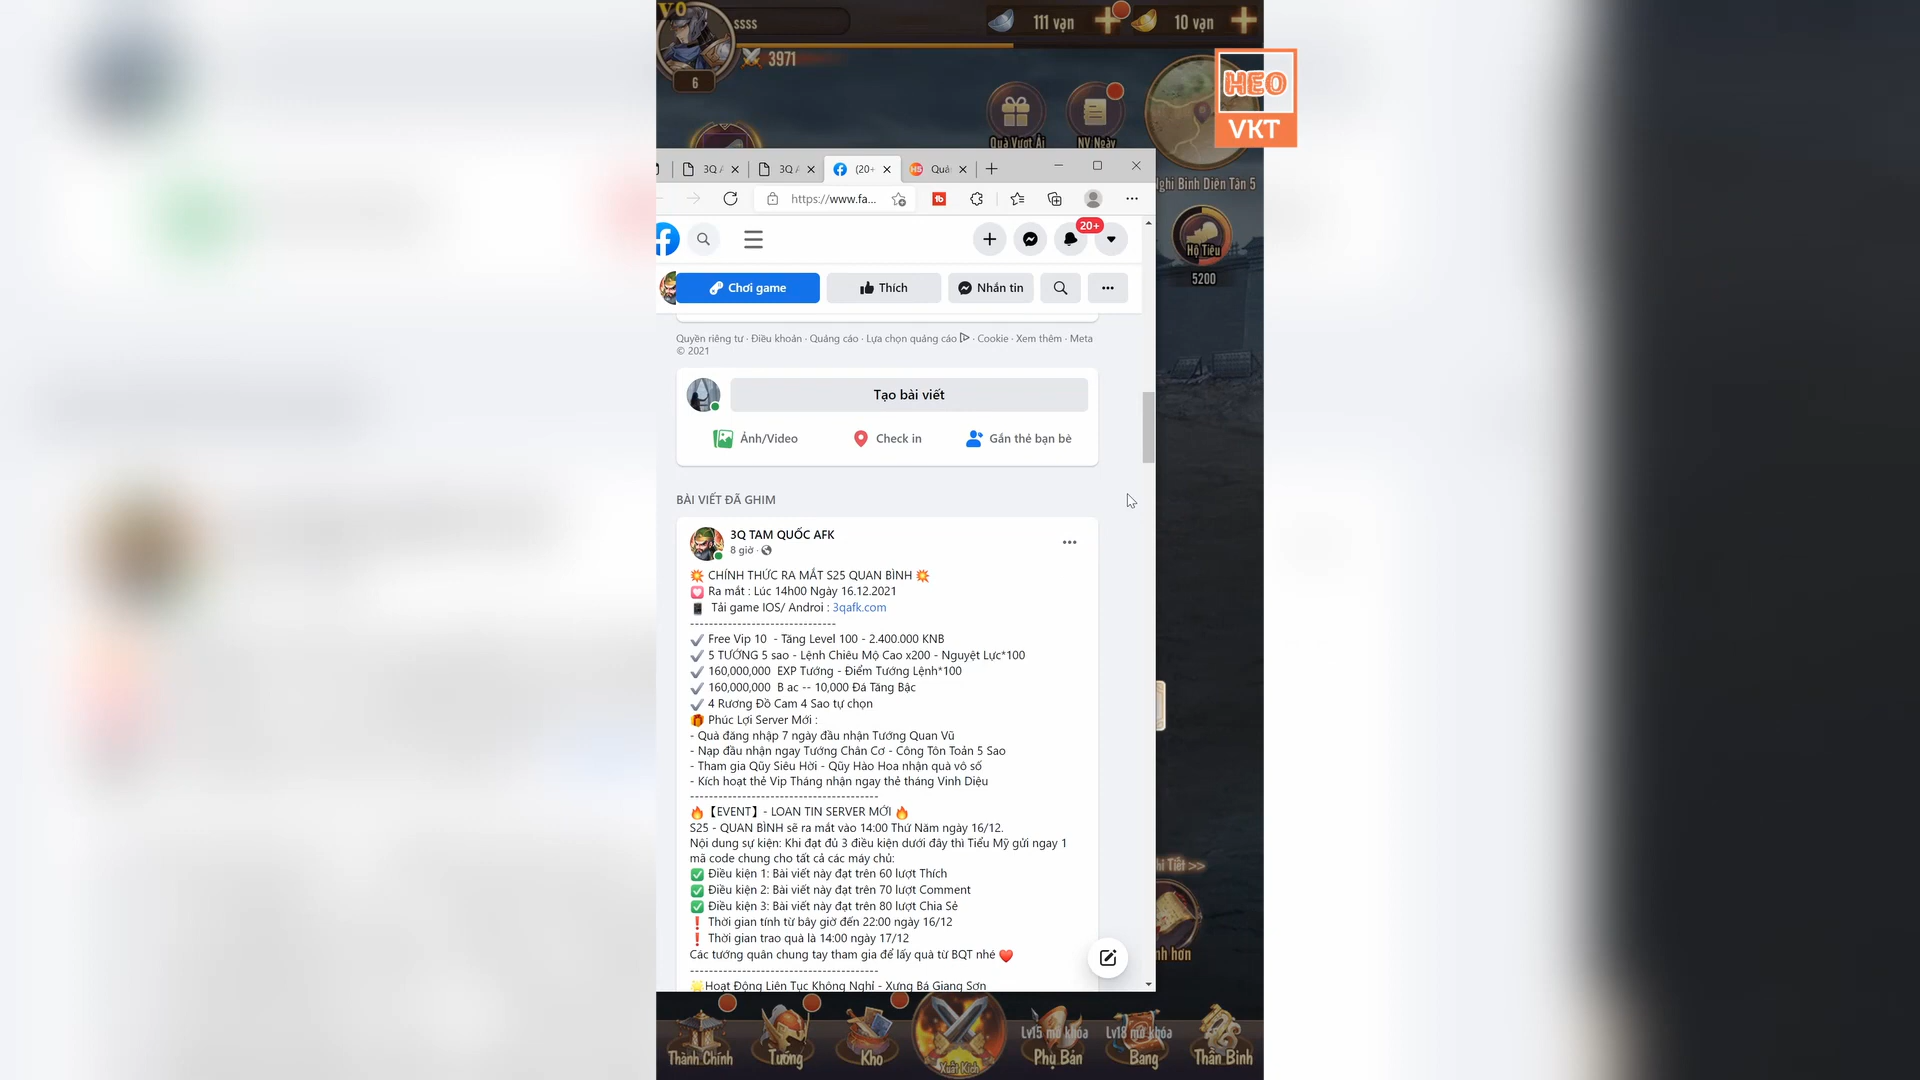 V0
ssss
111 vạn
10 vạn
3971
6
HEO
VKT
Quà Vượt Ải
NV Ngày
Nghi Binh Diên Tân 5
3Q A
3Q A
(20+
Quả
https://www.fa...
Hộ Tiêu
5200
20+
Chơi game
Thích
Nhắn tin
Quyền riêng tư · Điều khoản · Quảng cáo · Lựa chọn quảng cáo · Cookie · Xem thêm · Meta
© 2021
Tạo bài viết
Ảnh/Video
Check in
Gắn thẻ bạn bè
BÀI VIẾT ĐÃ GHIM
3Q TAM QUỐC AFK
8 giờ ·
💥 CHÍNH THỨC RA MẮT S25 QUAN BÌNH 💥
Ra mắt : Lúc 14h00 Ngày 16.12.2021
Tải game IOS/ Androi : 3qafk.com
-------------------------------
✔ Free Vip 10 - Tăng Level 100 - 2.400.000 KNB
✔ 5 TƯỚNG 5 sao - Lệnh Chiêu Mộ Cao x200 - Nguyệt Lực*100
✔ 160,000,000 EXP Tướng - Điểm Tướng Lệnh*100
✔ 160,000,000 B ac -- 10,000 Đá Tăng Bậc
✔ 4 Rương Đồ Cam 4 Sao tự chọn
🎁 Phúc Lợi Server Mới :
- Quà đăng nhập 7 ngày đầu nhận Tướng Quan Vũ
- Nạp đầu nhận ngay Tướng Chân Cơ - Công Tôn Toản 5 Sao
- Tham gia Qũy Siêu Hời - Qũy Hào Hoa nhận quà vô số
- Kích hoạt thẻ Vip Tháng nhận ngay thẻ tháng Vinh Diệu
----------------------------------------
🔥【EVENT】- LOAN TIN SERVER MỚI 🔥
S25 - QUAN BÌNH sẽ ra mắt vào 14:00 Thứ Năm ngày 16/12.
Nội dung sự kiện: Khi đạt đủ 3 điều kiện dưới đây thì Tiểu Mỹ gửi ngay 1
mã code chung cho tất cả các máy chủ:
✅ Điều kiện 1: Bài viết này đạt trên 60 lượt Thích
✅ Điều kiện 2: Bài viết này đạt trên 70 lượt Comment
✅ Điều kiện 3: Bài viết này đạt trên 80 lượt Chia Sẻ
❗ Thời gian tính từ bây giờ đến 22:00 ngày 16/12
❗ Thời gian trao quà là 14:00 ngày 17/12
Các tướng quân chung tay tham gia để lấy quà từ BQT nhé ❤️
----------------------------------------
🌟Hoạt Động Liên Tục Không Nghỉ - Xưng Bá Giang Sơn
hi Tiết >>
nh hơn
Thành Chính
Tướng
Kho
Xuất Kích
Lv15 mở khóa
Phụ Bản
Lv18 mở khóa
Bang
Thần Binh